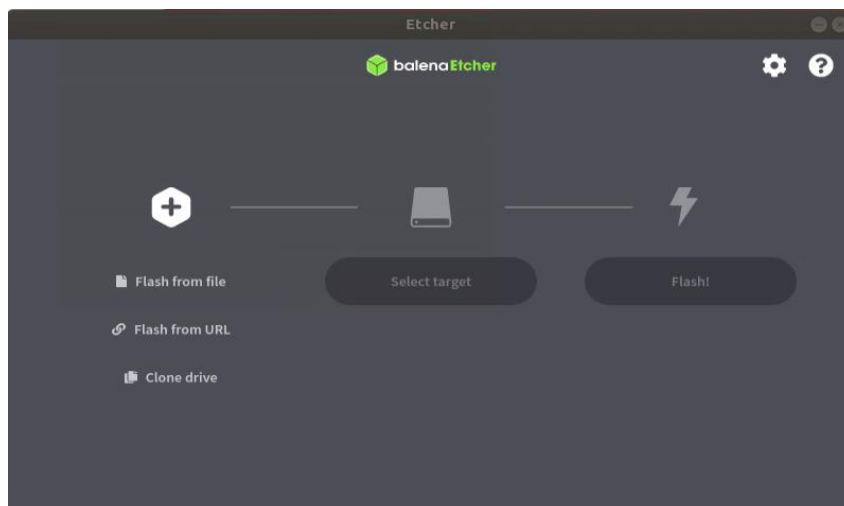 Etcher
balenaEtcher
Flash from file
Select target
Flash!
Flash from URL
Clone drive